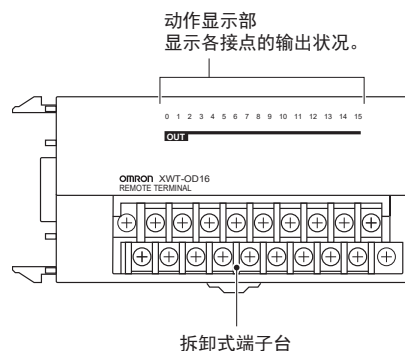 动作显示部
显示各接点的输出状况。
0 1 2 3 4 5 6 7 8 9 10 11 12 13 14 15
OUT
OMRON XWT-OD16
REMOTE TERMINAL
拆卸式端子台